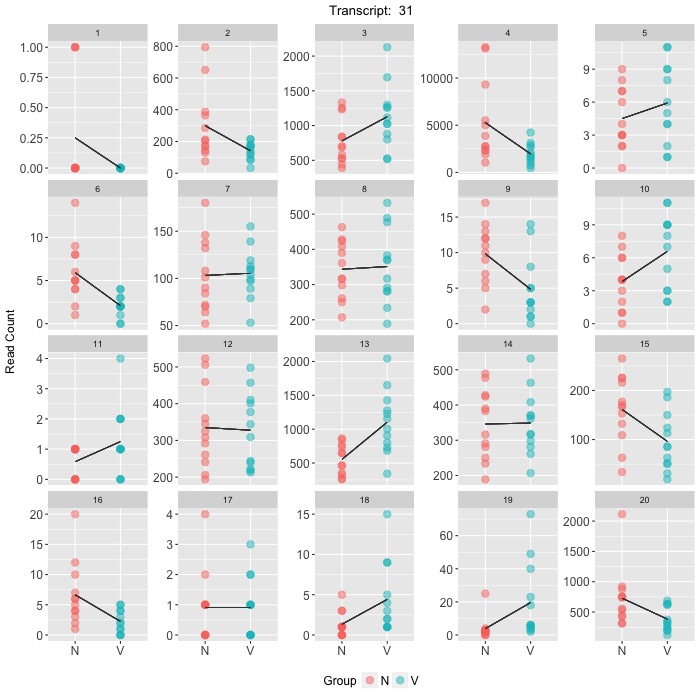 Transcript: 31
1 2 3 4 5
1.00 0.75 0.50 0.25 0.00
800 600 400 200 0
2000 1500 1000 500
10000 5000 0
9 6 3 0
6 7 8 9 10
10 5 0
150 100 50
500 400 300 200
15 10 5 0
9 6 3 0
Read Count
11 12 13 14 15
4 3 2 1 0
500 400 300 200
2000 1500 1000 500
500 400 300 200
200 100
16 17 18 19 20
20 15 10 5 0
4 3 2 1 0
15 10 5 0
60 40 20 0
2000 1500 1000 500
N V N V N V N V N V
Group N V